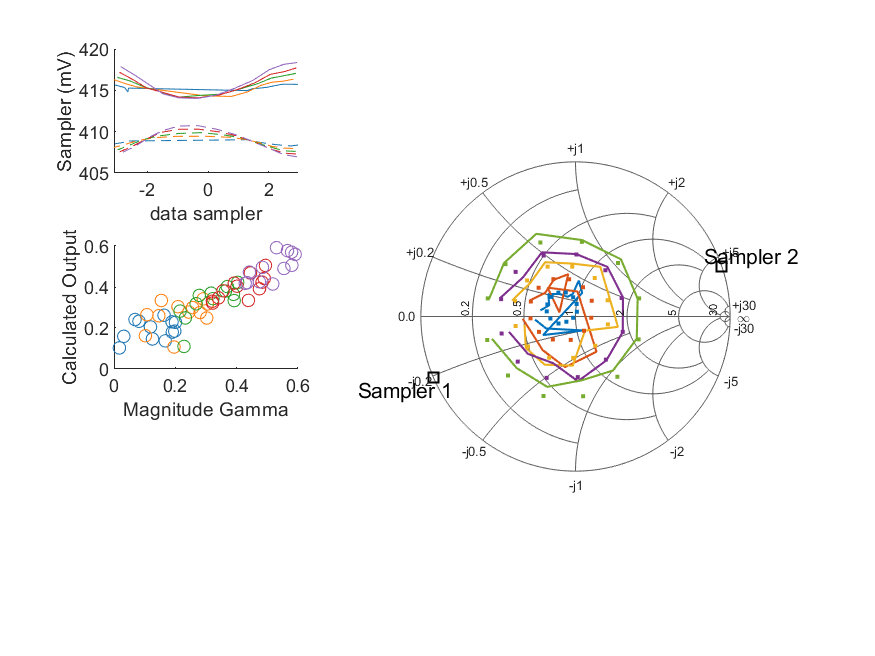 420
415
410
405
Sampler (mV)
-2
0
2
data sampler
0.6
0.4
0.2
0
Calculated Output
0
0.2
0.4
0.6
Magnitude Gamma
+j1
+j0.5
+j2
+j0.2
+j5
Sampler 2
+j30
0.0
0.2
0.5
1
2
5
30
∞
-j30
-j0.2
Sampler 1
-j5
-j0.5
-j2
-j1